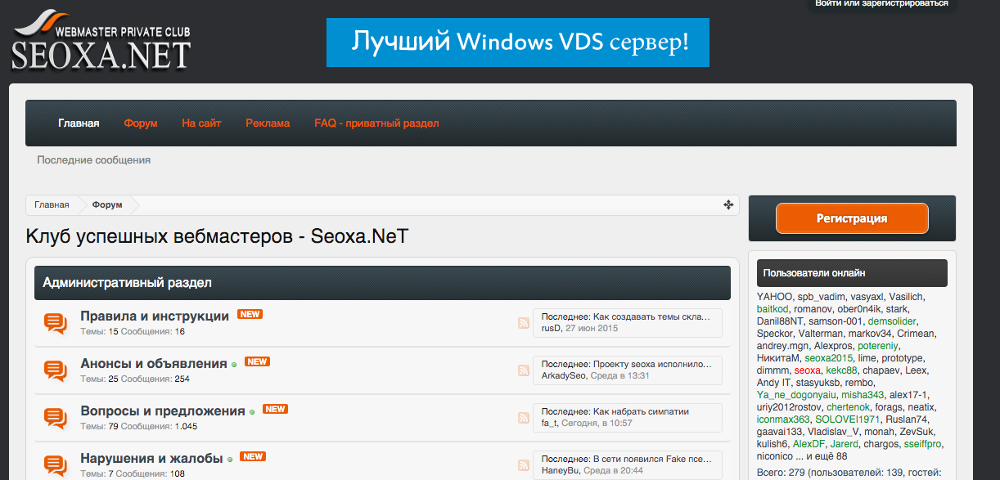 Войти или зарегистрироваться
WEBMASTER PRIVATE CLUB
SEOXA.NET
Лучший Windows VDS сервер!
Главная Форум На сайт Реклама FAQ - приватный раздел
Последние сообщения
Главная Форум
Регистрация
Клуб успешных вебмастеров - Seoxa.NeT
Административный раздел
Правила и инструкции NEW
Темы: 15 Сообщения: 16
Последнее: Как создавать темы скла...
rusD, 27 июн 2015
Анонсы и объявления NEW
Темы: 25 Сообщения: 254
Последнее: Проекту seoxa исполнило...
ArkadySeo, Среда в 13:31
Вопросы и предложения NEW
Темы: 79 Сообщения: 1.045
Последнее: Как набрать симпатии
fa_t, Сегодня, в 10:57
Нарушения и жалобы NEW
Темы: 7 Сообщения: 108
Последнее: В сети появился Fake псе...
HaneyBu, Среда в 20:44
Пользователи онлайн
YAHOO, spb_vadim, vasyaxl, Vasilich,
baitkod, romanov, ober0n4ik, stark,
Danil88NT, samson-001, demsolider,
Speckor, Valterman, markov34, Crimean,
andrey.mgn, Alexpros, potereniy,
НикитаМ, seoxa2015, lime, prototype,
dimmm, seoxa, kekc88, chapaev, Leex,
Andy IT, stasyuksb, rembo,
Ya_ne_dogonyaiu, misha343, alex17-1,
uriy2012rostov, chertenok, forags, neatix,
iconmax363, SOLOVEI1971, Ruslan74,
gaavai133, Vladislav_V, monah, ZevSuk,
kulish6, AlexDF, Jarerd, chargos, sseiffpro,
niconico ... и ещё 88
Всего: 279 (пользователей: 139, гостей: